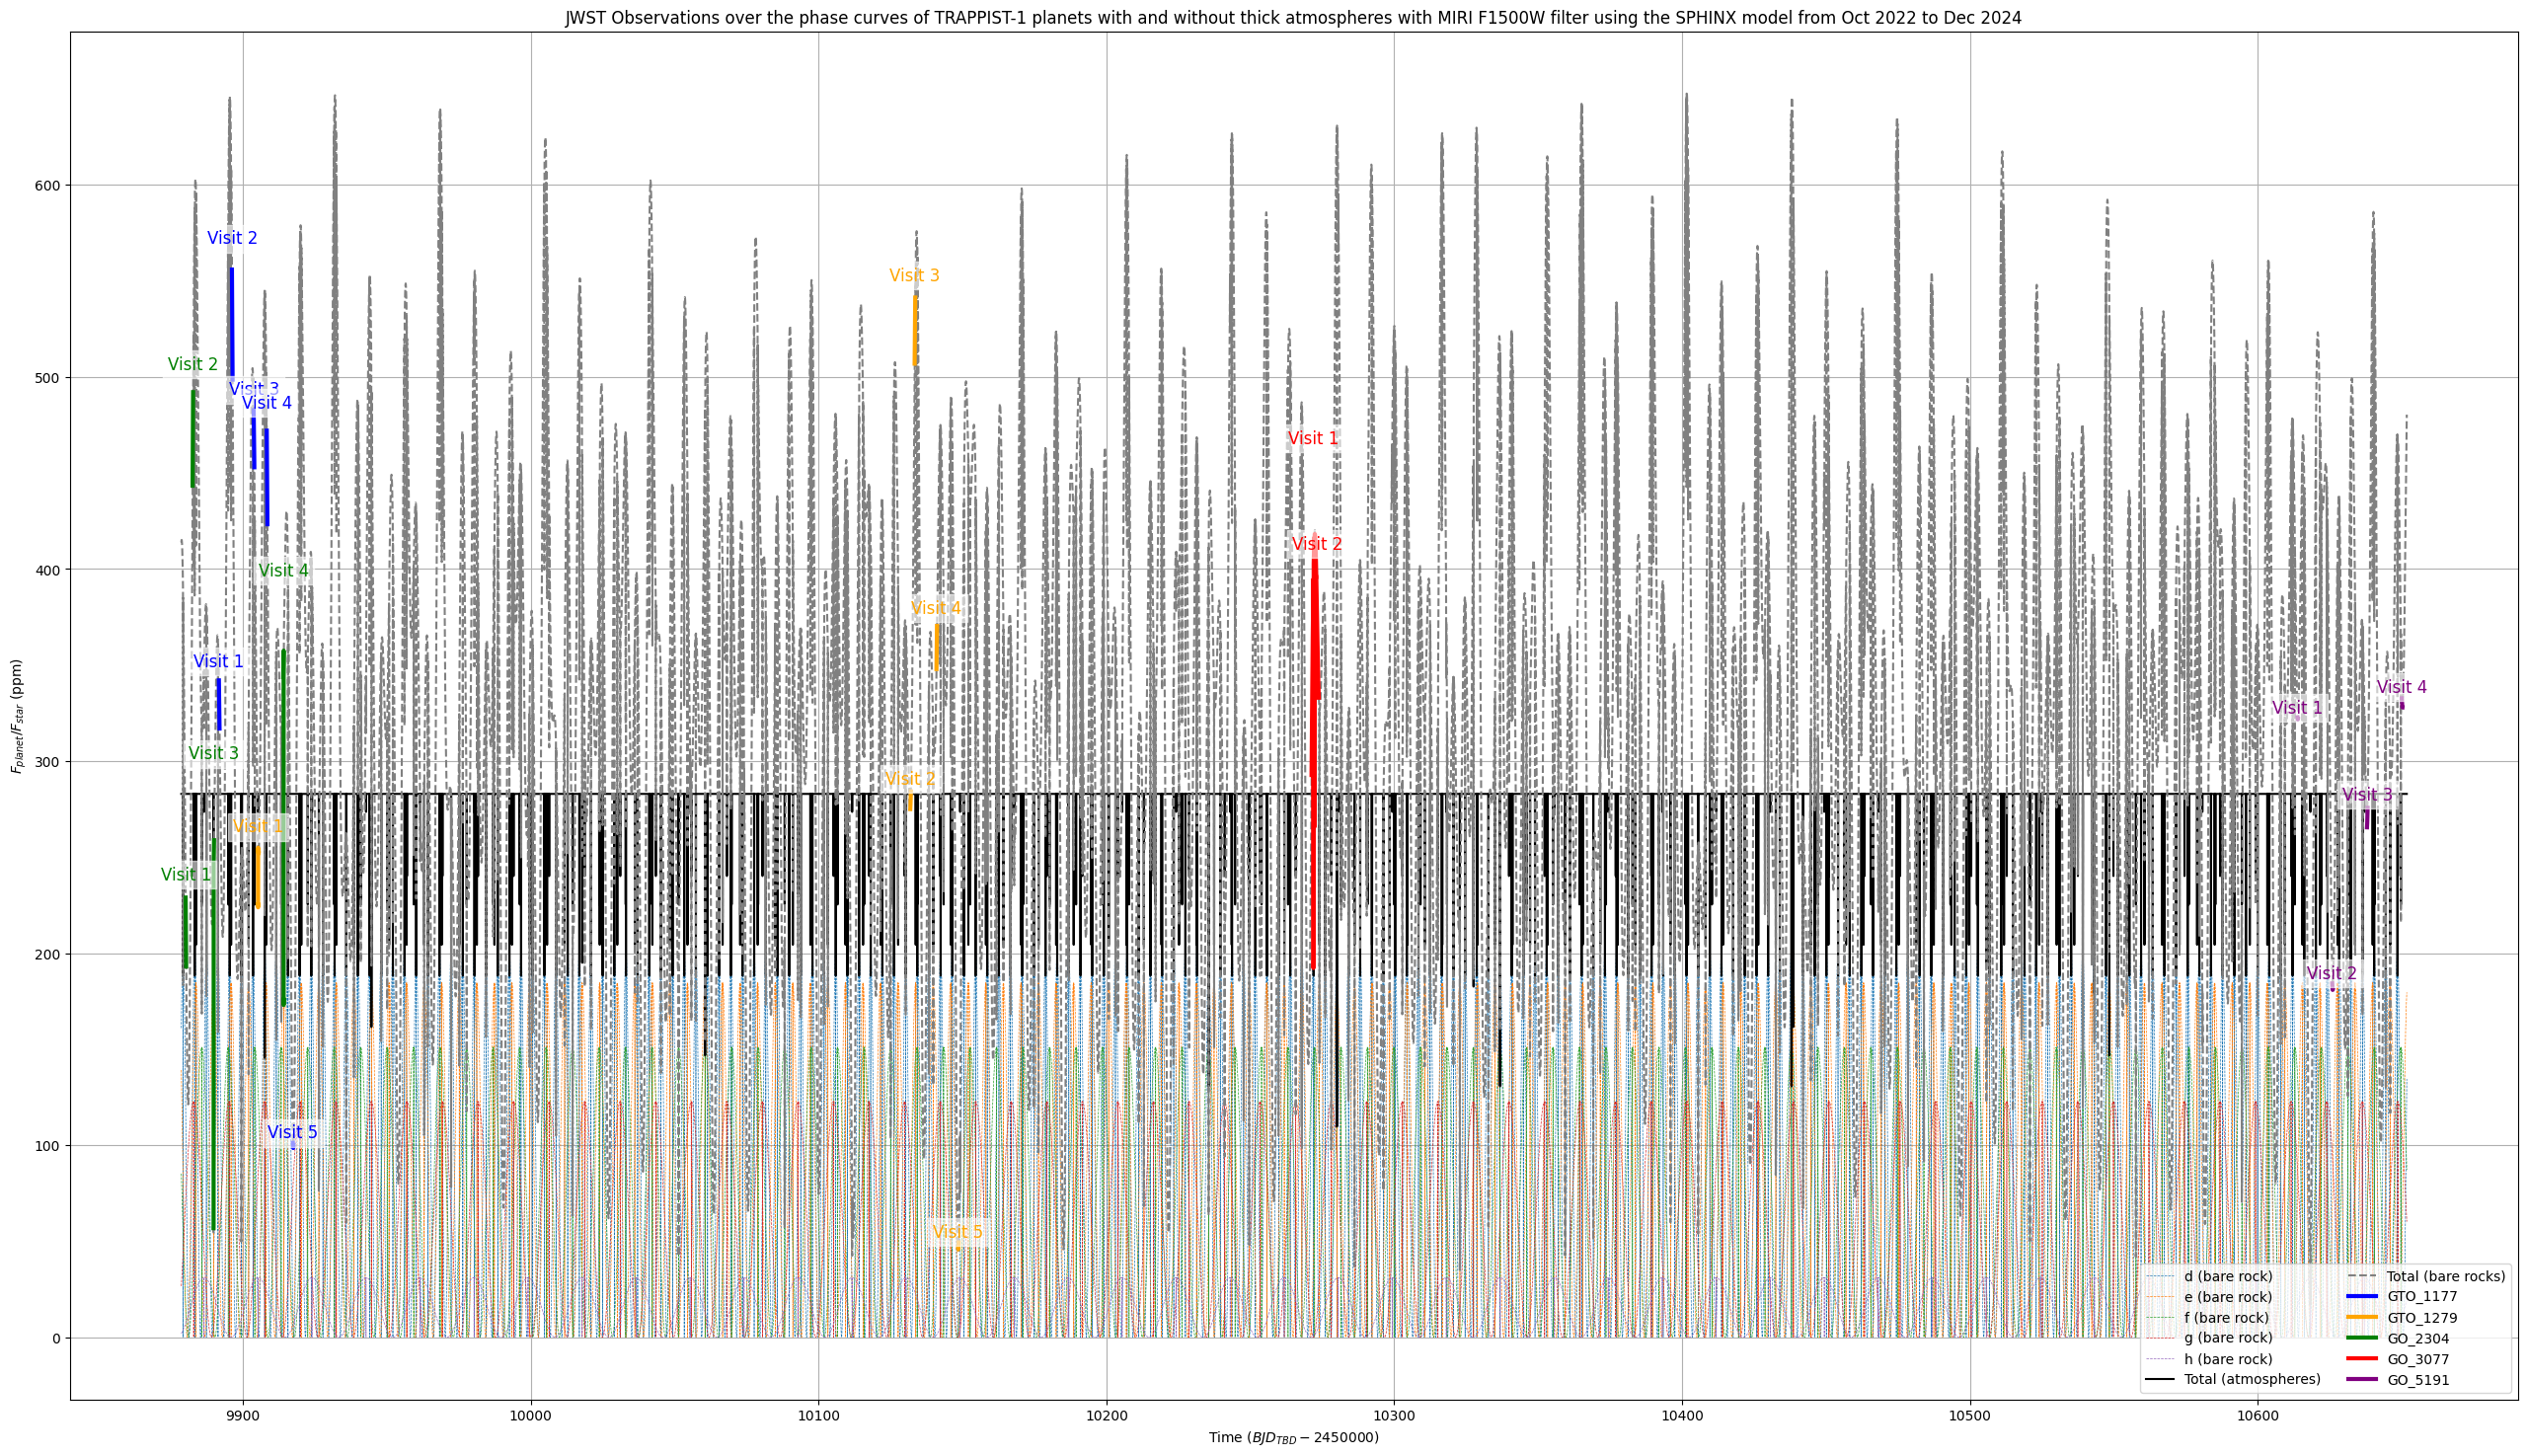 JWST Observations over the phase curves of TRAPPIST-1 planets with and without thick atmospheres with MIRI F1500W filter using the SPHINX model from Oct 2022 to Dec 2024
600
500
400
300
200
100
0
F_planet/F_star (ppm)
Visit 2
Visit 3
Visit 2
Visit 3
Visit 4
Visit 1
Visit 2
Visit 4
Visit 4
Visit 1
Visit 4
Visit 1
Visit 3
Visit 2
Visit 3
Visit 1
Visit 1
Visit 2
Visit 5
Visit 5
d (bare rock)
e (bare rock)
f (bare rock)
g (bare rock)
h (bare rock)
Total (atmospheres)
Total (bare rocks)
GTO_1177
GTO_1279
GO_2304
GO_3077
GO_5191
9900 10000 10100 10200 10300 10400 10500 10600
Time (BJD_TBD − 2450000)